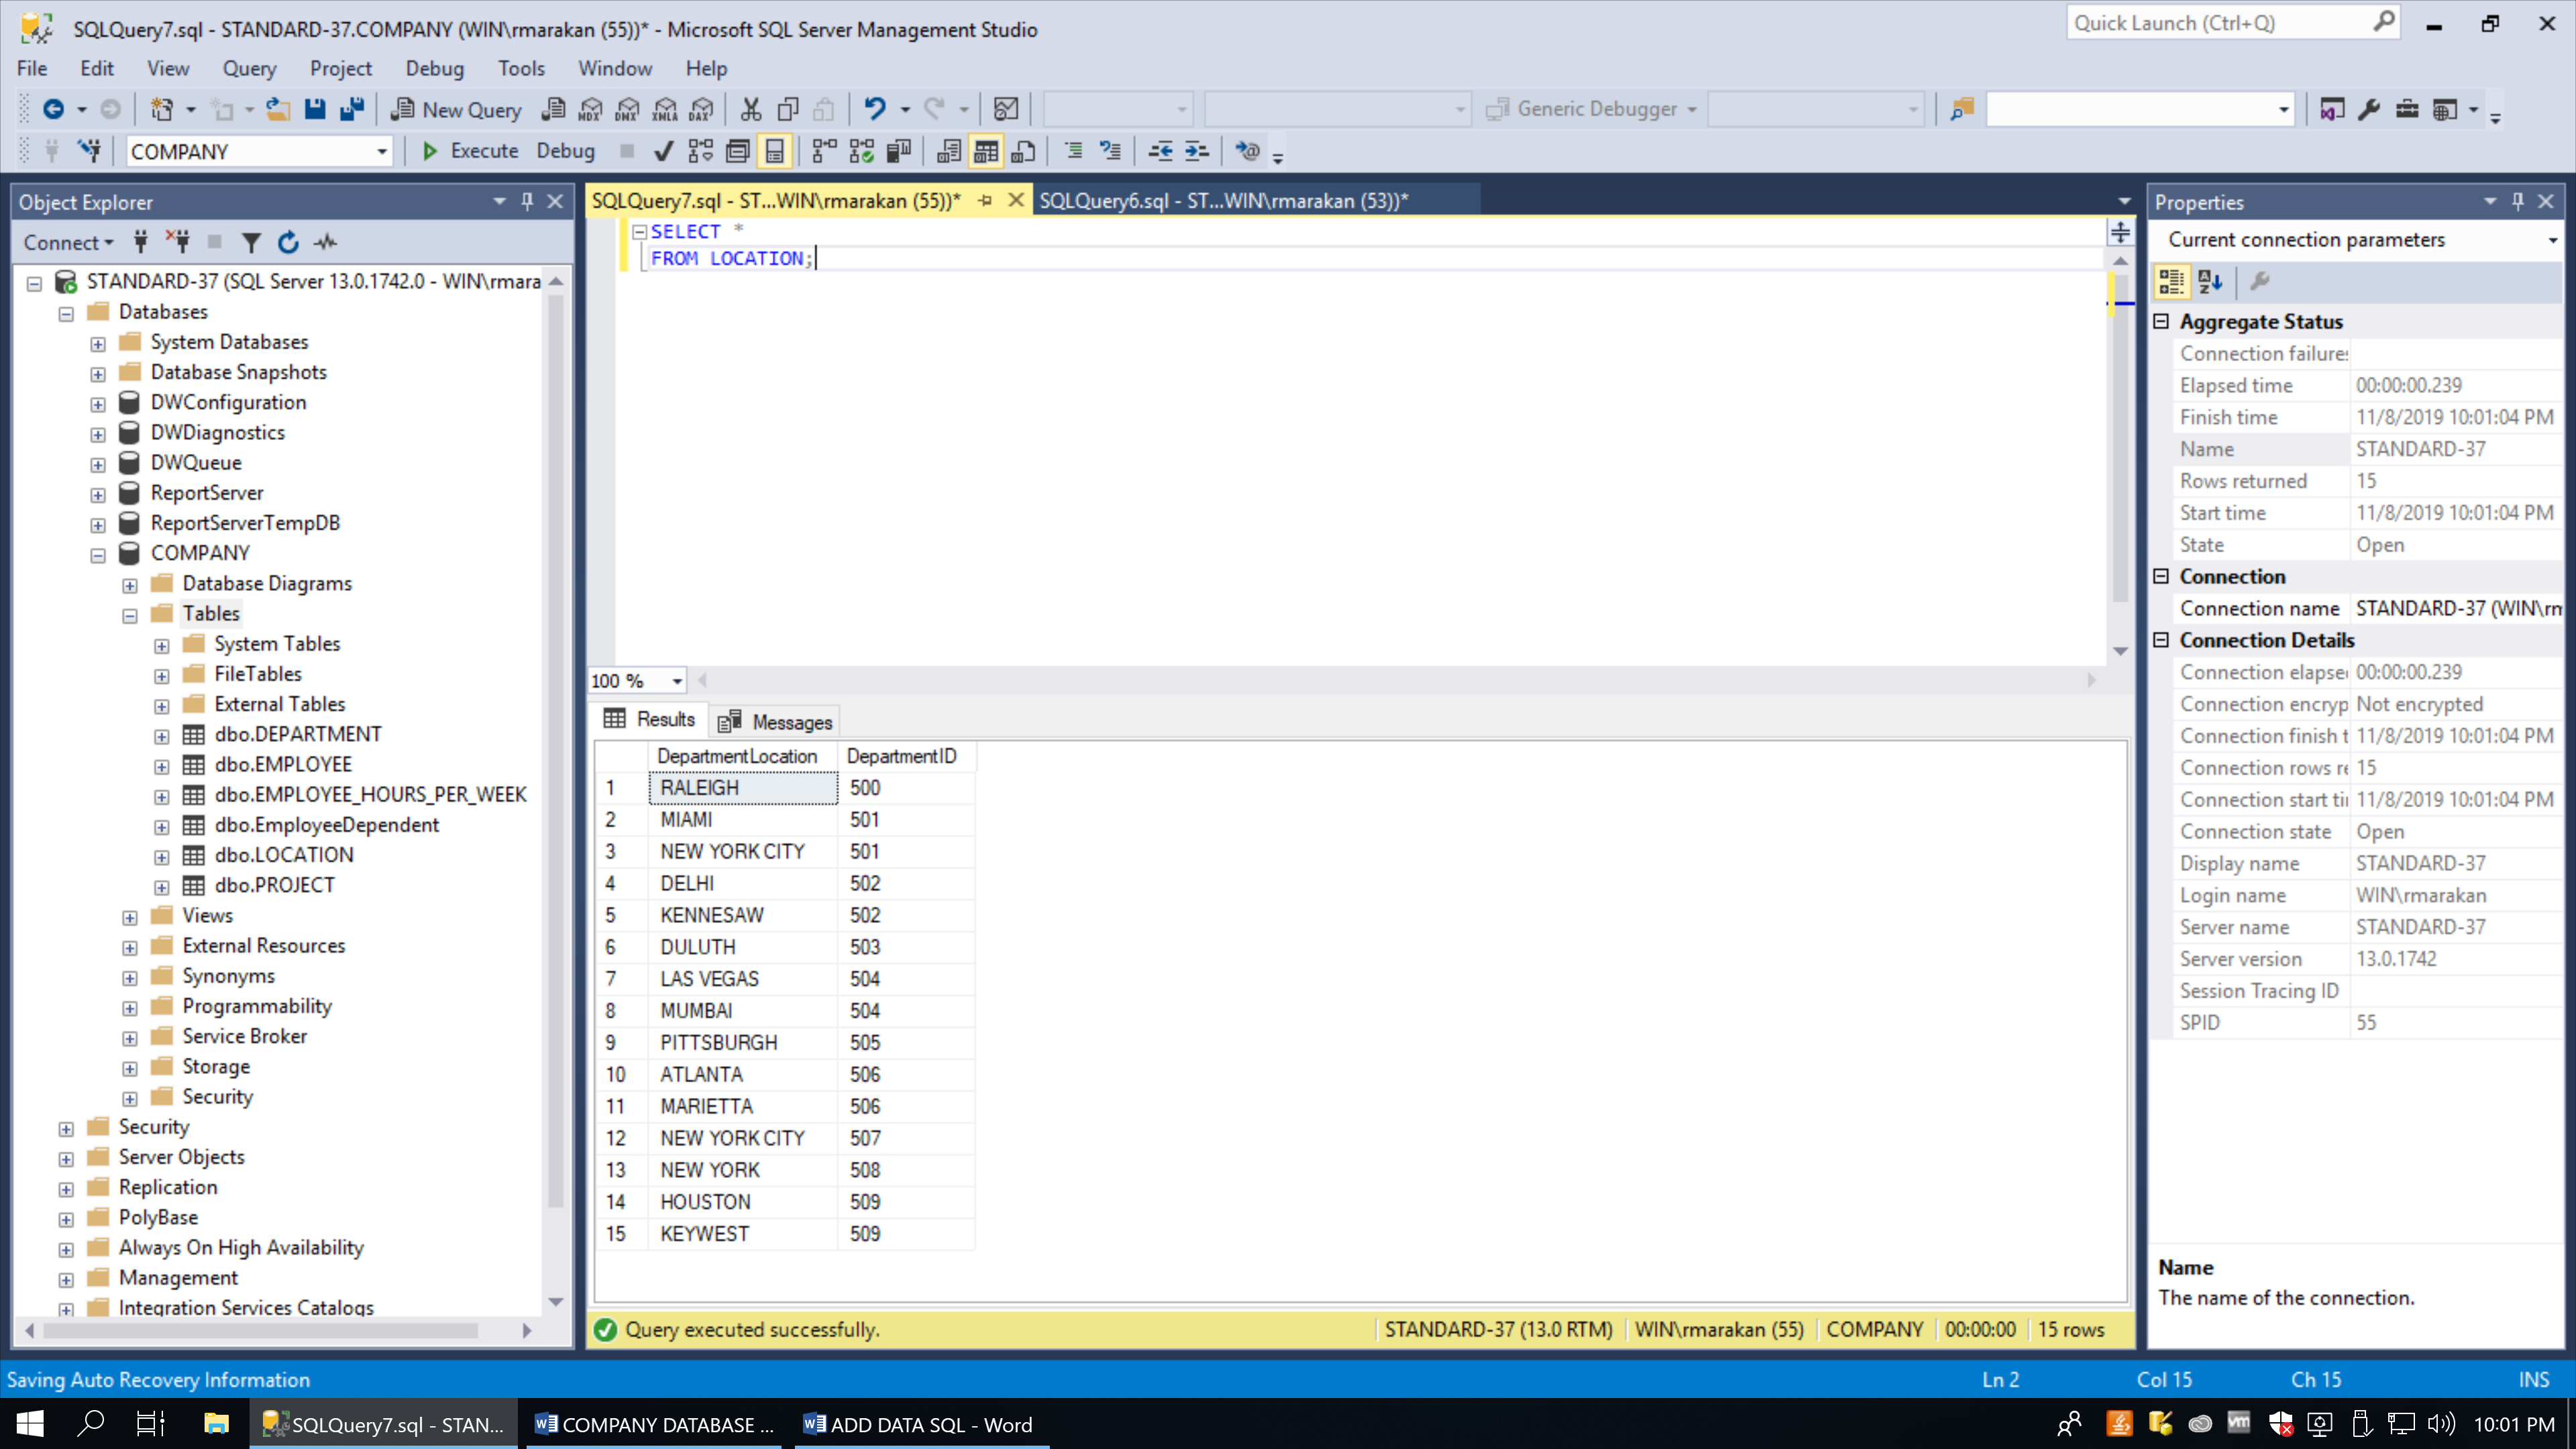 SQLQuery7.sql - STANDARD-37.COMPANY (WIN\rmarakan (55))* - Microsoft SQL Server Management Studio
Quick Launch (Ctrl+Q)
File Edit View Query Project Debug Tools Window Help
New Query MDX DMX XMLA DAX Generic Debugger
COMPANY Execute Debug
Object Explorer
Connect
STANDARD-37 (SQL Server 13.0.1742.0 - WIN\rmara
Databases
System Databases
Database Snapshots
DWConfiguration
DWDiagnostics
DWQueue
ReportServer
ReportServerTempDB
COMPANY
Database Diagrams
Tables
System Tables
FileTables
External Tables
dbo.DEPARTMENT
dbo.EMPLOYEE
dbo.EMPLOYEE_HOURS_PER_WEEK
dbo.EmployeeDependent
dbo.LOCATION
dbo.PROJECT
Views
External Resources
Synonyms
Programmability
Service Broker
Storage
Security
Security
Server Objects
Replication
PolyBase
Always On High Availability
Management
Integration Services Catalogs
SQLQuery7.sql - ST...WIN\rmarakan (55))* SQLQuery6.sql - ST...WIN\rmarakan (53))*
SELECT *
FROM LOCATION;
100 %
Results Messages
DepartmentLocation DepartmentID
1 RALEIGH 500
2 MIAMI 501
3 NEW YORK CITY 501
4 DELHI 502
5 KENNESAW 502
6 DULUTH 503
7 LAS VEGAS 504
8 MUMBAI 504
9 PITTSBURGH 505
10 ATLANTA 506
11 MARIETTA 506
12 NEW YORK CITY 507
13 NEW YORK 508
14 HOUSTON 509
15 KEYWEST 509
Query executed successfully. STANDARD-37 (13.0 RTM) WIN\rmarakan (55) COMPANY 00:00:00 15 rows
Properties
Current connection parameters
Aggregate Status
Connection failures
Elapsed time 00:00:00.239
Finish time 11/8/2019 10:01:04 PM
Name STANDARD-37
Rows returned 15
Start time 11/8/2019 10:01:04 PM
State Open
Connection
Connection name STANDARD-37 (WIN\rm
Connection Details
Connection elapse 00:00:00.239
Connection encryp Not encrypted
Connection finish t 11/8/2019 10:01:04 PM
Connection rows re 15
Connection start ti 11/8/2019 10:01:04 PM
Connection state Open
Display name STANDARD-37
Login name WIN\rmarakan
Server name STANDARD-37
Server version 13.0.1742
Session Tracing ID
SPID 55
Name
The name of the connection.
Saving Auto Recovery Information Ln 2 Col 15 Ch 15 INS
SQLQuery7.sql - STAN... COMPANY DATABASE ... ADD DATA SQL - Word vm 10:01 PM